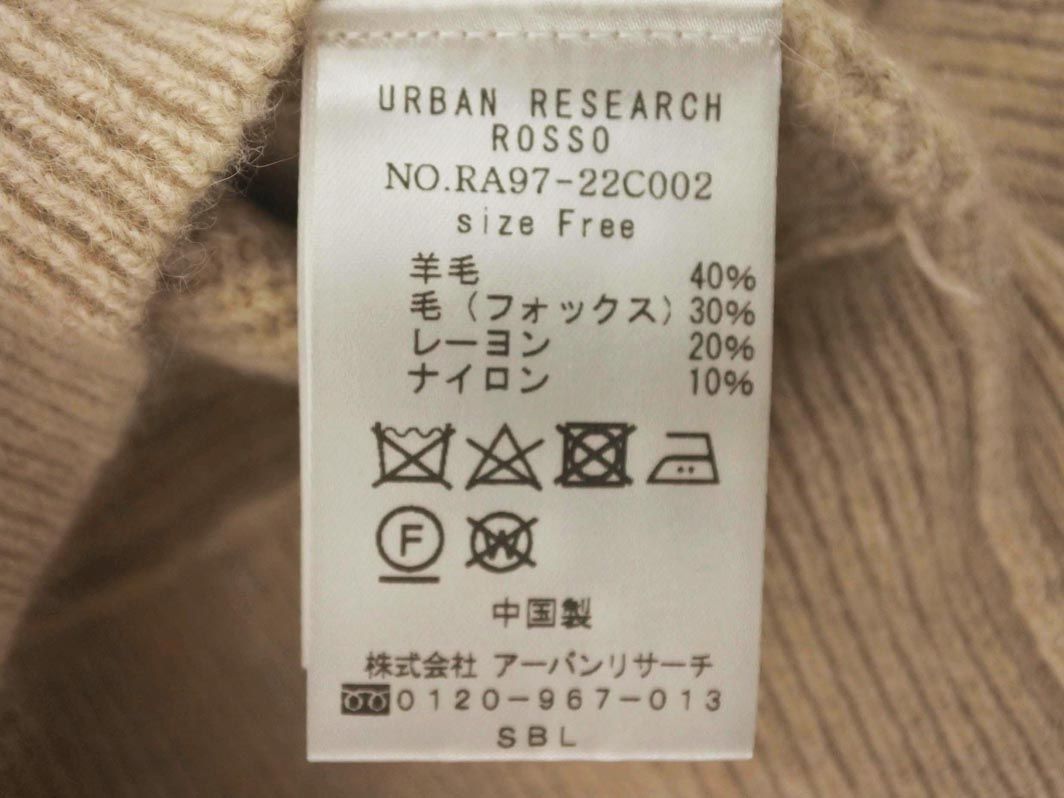 URBAN RESEARCH
ROSSO
NO.RA97-22C002
size Free
羊毛 40%
毛(フォックス) 30%
レーヨン 20%
ナイロン 10%
F W
中国製
株式会社 アーバンリサーチ
0120-967-013
SBL